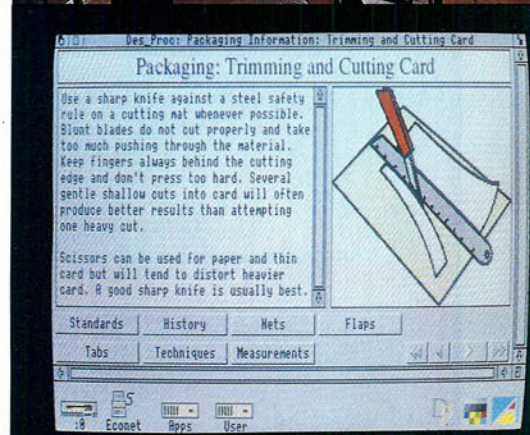 Des_Proc: Packaging Information: Trimming and Cutting Card
Packaging: Trimming and Cutting Card
Use a sharp knife against a steel safety
rule on a cutting mat whenever possible.
Blunt blades do not cut properly and take
too much pushing through the material.
Keep fingers always behind the cutting
edge and don't press too hard. Several
gentle shallow cuts into card will often
produce better results than attempting
one heavy cut.
Scissors can be used for paper and thin
card but will tend to distort heavier
card. A good sharp knife is usually best.
Standards History Nets Flaps
Tabs Techniques Measurements
:0 Econet Apps User